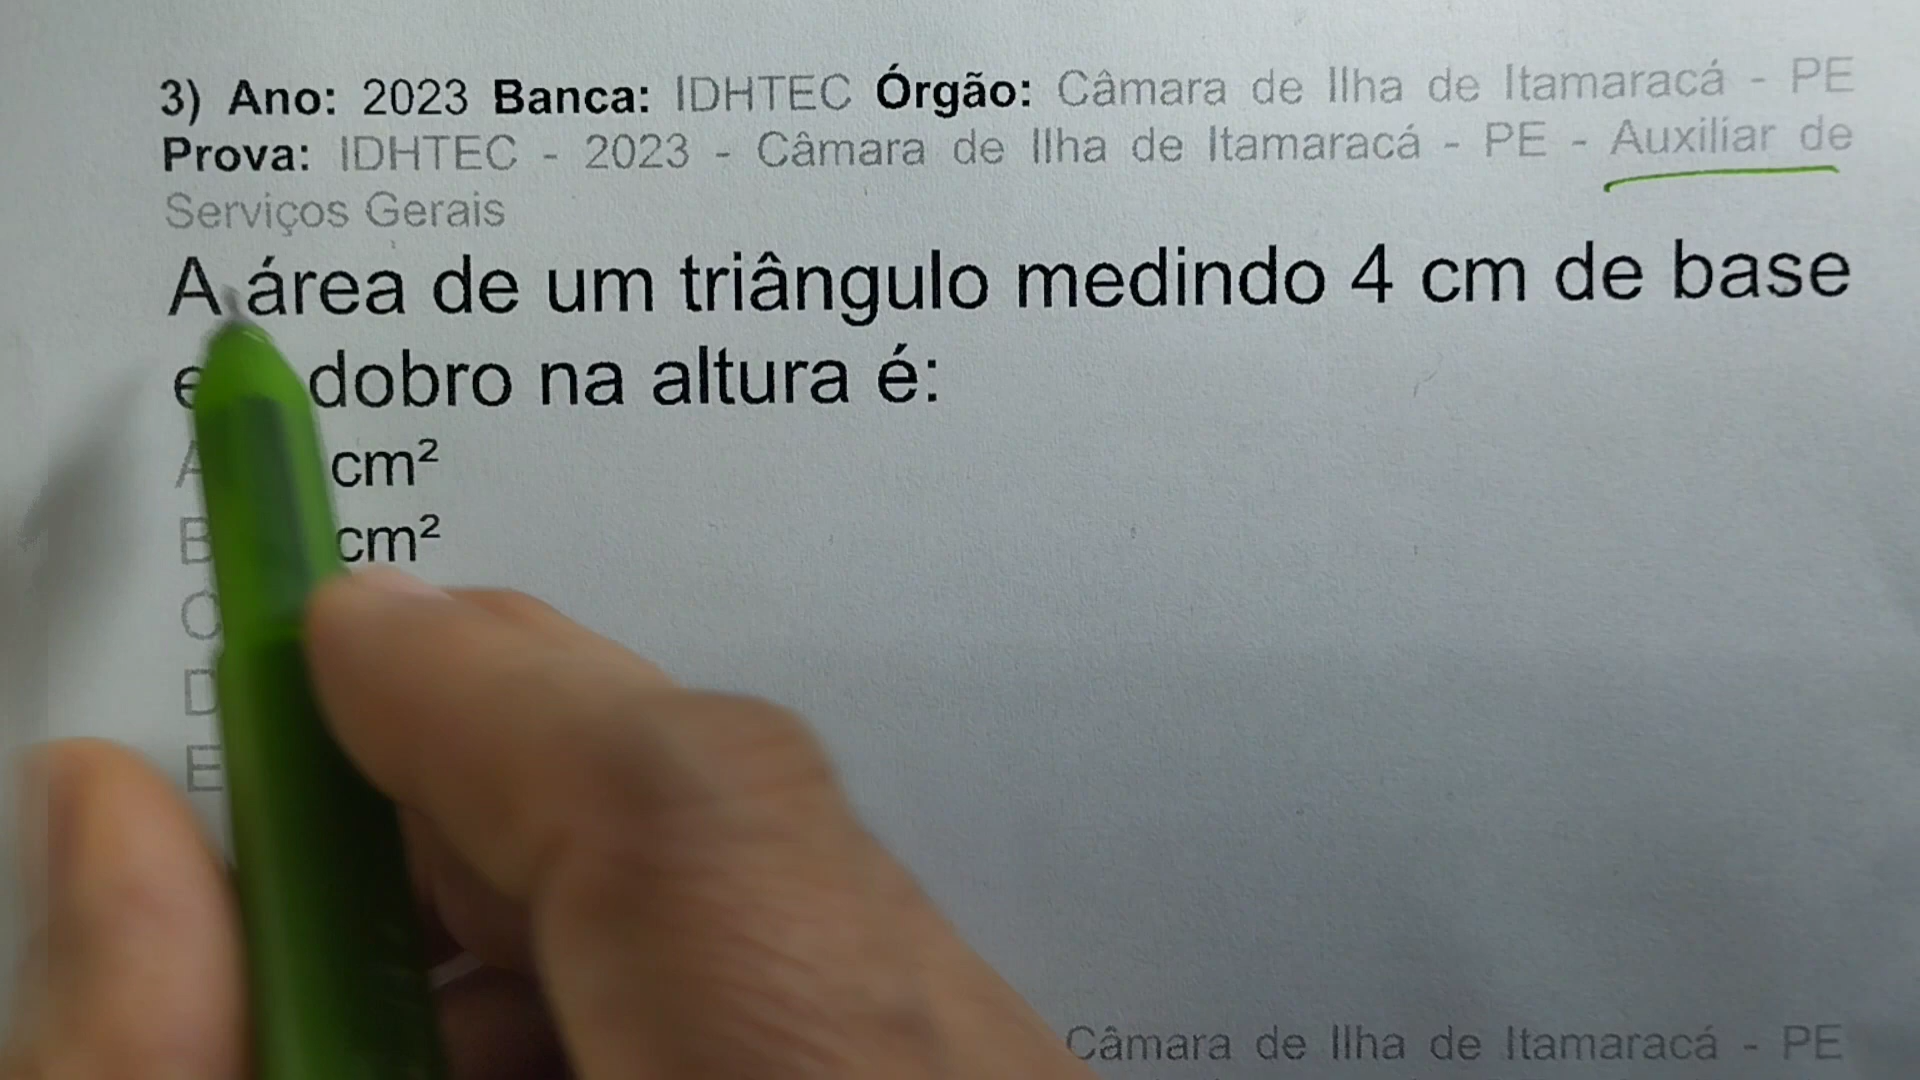 3) Ano: 2023 Banca: IDHTEC Órgão: Câmara de Ilha de Itamaracá - PE
Prova: IDHTEC - 2023 - Câmara de Ilha de Itamaracá - PE - Auxiliar de
Serviços Gerais
A área de um triângulo medindo 4 cm de base
e dobro na altura é:
A cm²
B cm²
C
D
E
Câmara de Ilha de Itamaracá - PE